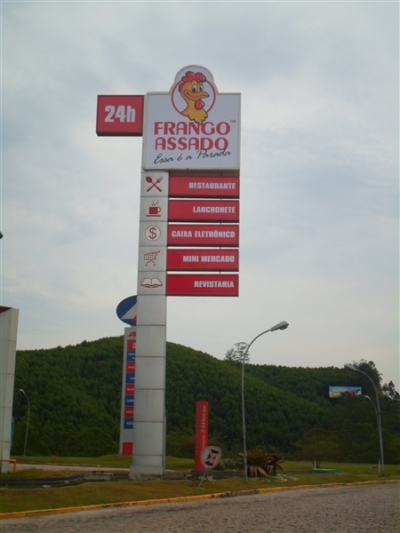 24h
FRANGO
ASSADO
Essa é a Parada
RESTAURANTE
LANCHONETE
CAIXA ELETRÔNICO
MINI MERCADO
REVISTARIA